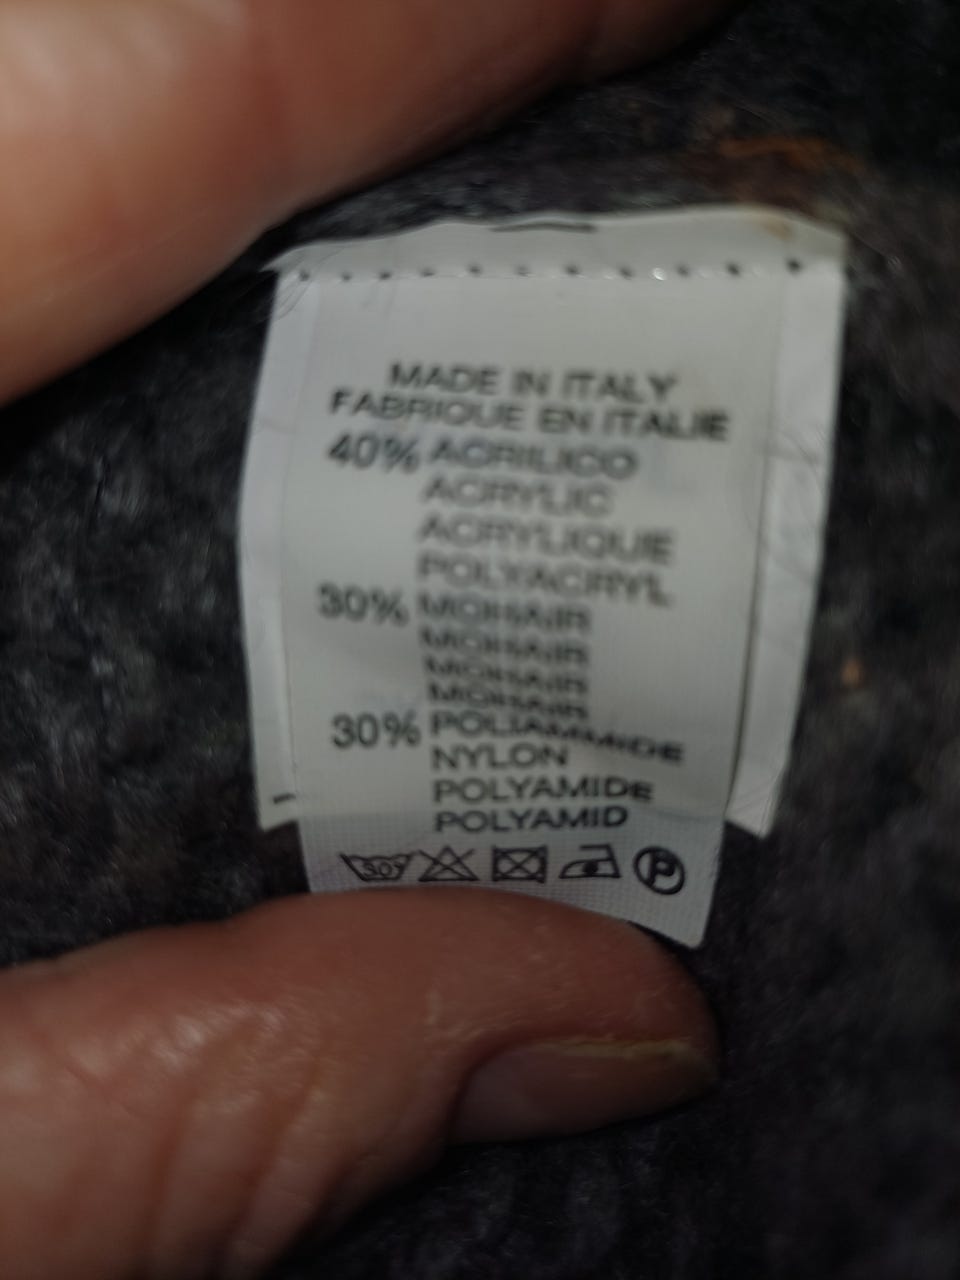 MADE IN ITALY
FABRIQUE EN ITALIE
40% ACRILICO
ACRYLIC
ACRYLIQUE
POLYACRYL
30% MOHAIR
MOHAIR
MOHAIR
MOHAIR
30% POLIAMMIDE
NYLON
POLYAMIDE
POLYAMID
30° P